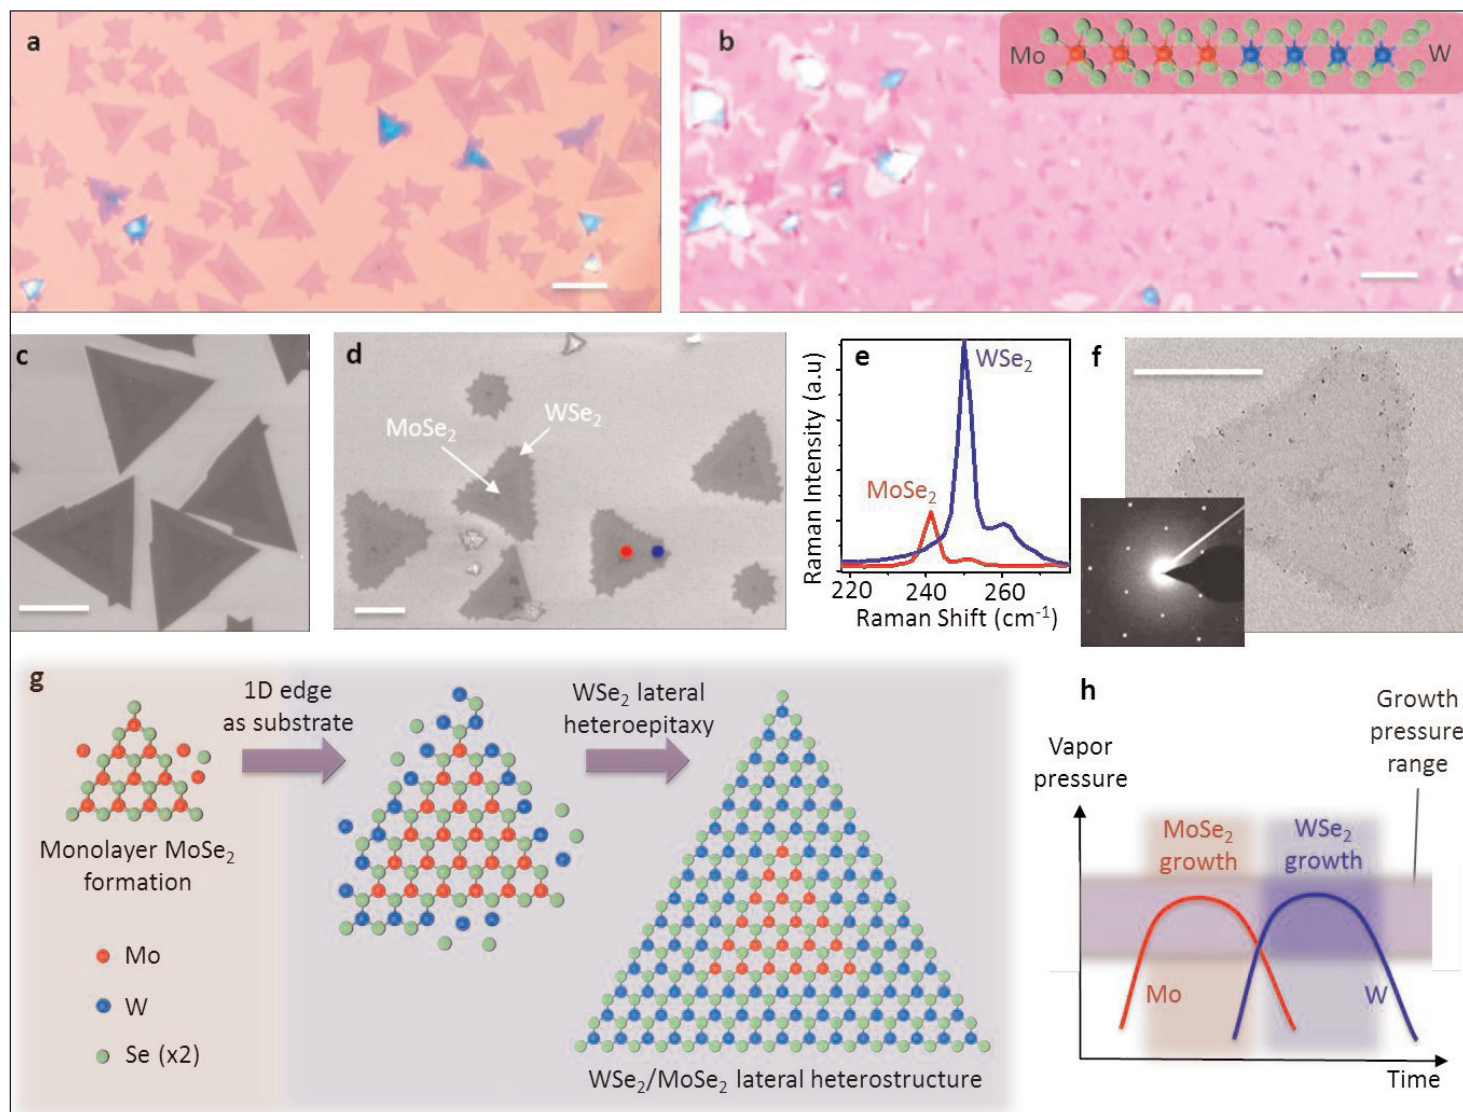 a
b
Mo
W
c
d
MoSe₂
WSe₂
e
WSe₂
MoSe₂
Raman Intensity (a.u)
220
240
260
Raman Shift (cm⁻¹)
f
g
1D edge
as substrate
WSe₂ lateral
heteroepitaxy
Monolayer MoSe₂
formation
Mo
W
Se (x2)
WSe₂/MoSe₂ lateral heterostructure
h
Growth
pressure
range
Vapor
pressure
MoSe₂
growth
WSe₂
growth
Mo
W
Time